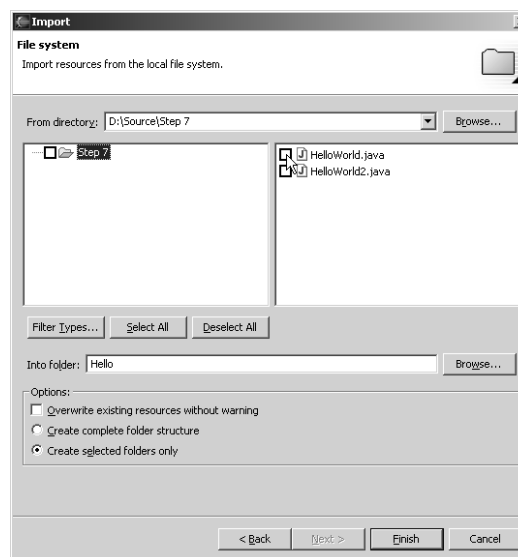 Import
File system
Import resources from the local file system.
From directory: D:\Source\Step 7 Browse...
Step 7
HelloWorld.java
HelloWorld2.java
Filter Types... Select All Deselect All
Into folder: Hello Browse...
Options:
Overwrite existing resources without warning
Create complete folder structure
Create selected folders only
< Back Next > Finish Cancel